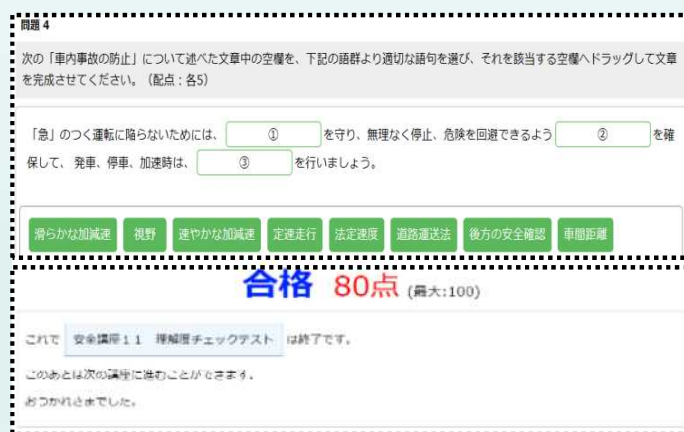 問題 4
次の「車内事故の防止」について述べた文章中の空欄を、下記の語群より適切な語句を選び、それを該当する空欄へドラッグして文章
を完成させてください。（配点：各5）
「急」のつく運転に陥らないためには、 ① を守り、無理なく停止、危険を回避できるよう ② を確
保して、 発車、停車、加速時は、 ③ を行いましょう。
滑らかな加減速 視野 速やかな加減速 定速走行 法定速度 道路運送法 後方の安全確認 車間距離
合格 80点 (最大:100)
これで 安全講座１１ 理解度チェックテスト は終了です。
このあとは次の講座に進むことができます。
おつかれさまでした。